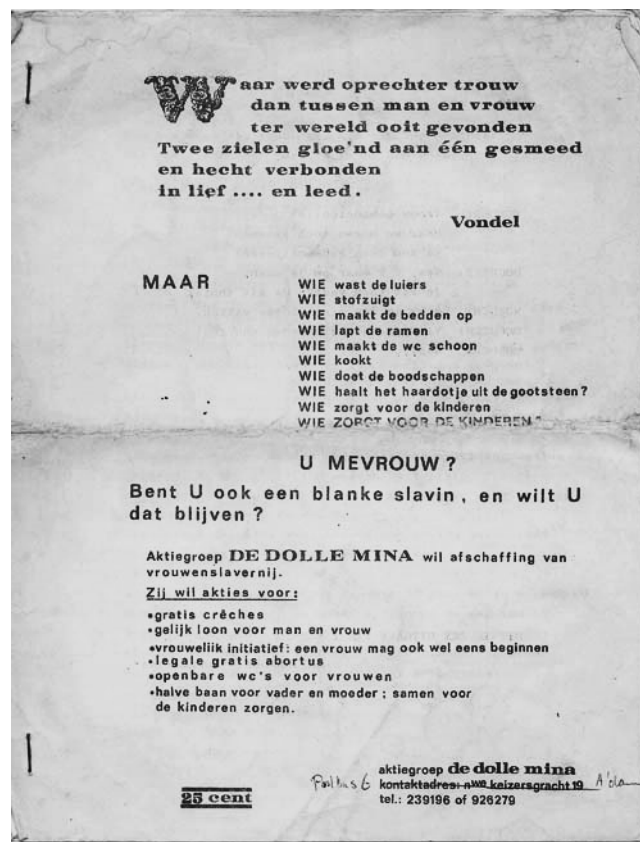 Waar werd oprechter trouw
dan tussen man en vrouw
ter wereld ooit gevonden
Twee zielen gloe'nd aan één gesmeed
en hecht verbonden
in lief .... en leed.
Vondel
MAAR
WIE wast de luiers
WIE stofzuigt
WIE maakt de bedden op
WIE lapt de ramen
WIE maakt de wc schoon
WIE kookt
WIE doet de boodschappen
WIE haalt het haardotje uit de gootsteen?
WIE zorgt voor de kinderen
WIE ZORGT VOOR DE KINDEREN?
U MEVROUW?
Bent U ook een blanke slavin, en wilt U
dat blijven?
Aktiegroep DE DOLLE MINA wil afschaffing van
vrouwenslavernij.
Zij wil akties voor:
•gratis crêches
•gelijk loon voor man en vrouw
•vrouwelijk initiatief: een vrouw mag ook wel eens beginnen
•legale gratis abortus
•openbare wc's voor vrouwen
•halve baan voor vader en moeder; samen voor
de kinderen zorgen.
25 cent
aktiegroep de dolle mina
Postbus 6 kontaktadres: nwe keizersgracht 19 A'dam
tel.: 239196 of 926279